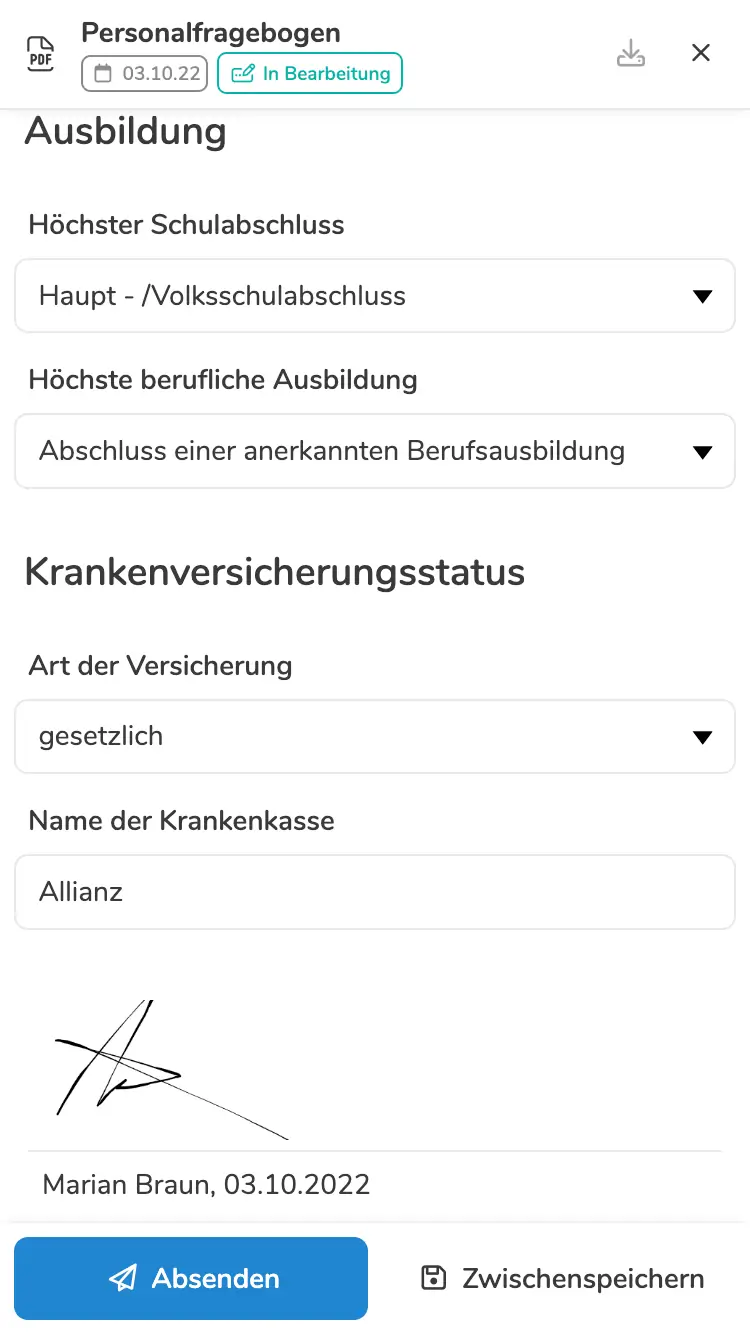 PDF
Personalfragebogen
03.10.22
In Bearbeitung
Ausbildung
Höchster Schulabschluss
Haupt - /Volksschulabschluss
Höchste berufliche Ausbildung
Abschluss einer anerkannten Berufsausbildung
Krankenversicherungsstatus
Art der Versicherung
gesetzlich
Name der Krankenkasse
Allianz
Marian Braun, 03.10.2022
Absenden
Zwischenspeichern